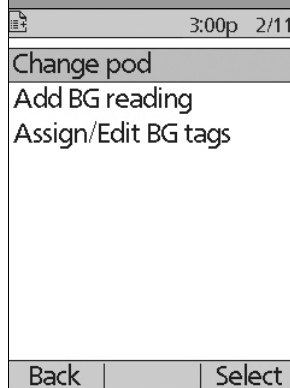 3:00p 2/11
Change pod
Add BG reading
Assign/Edit BG tags
Back Select